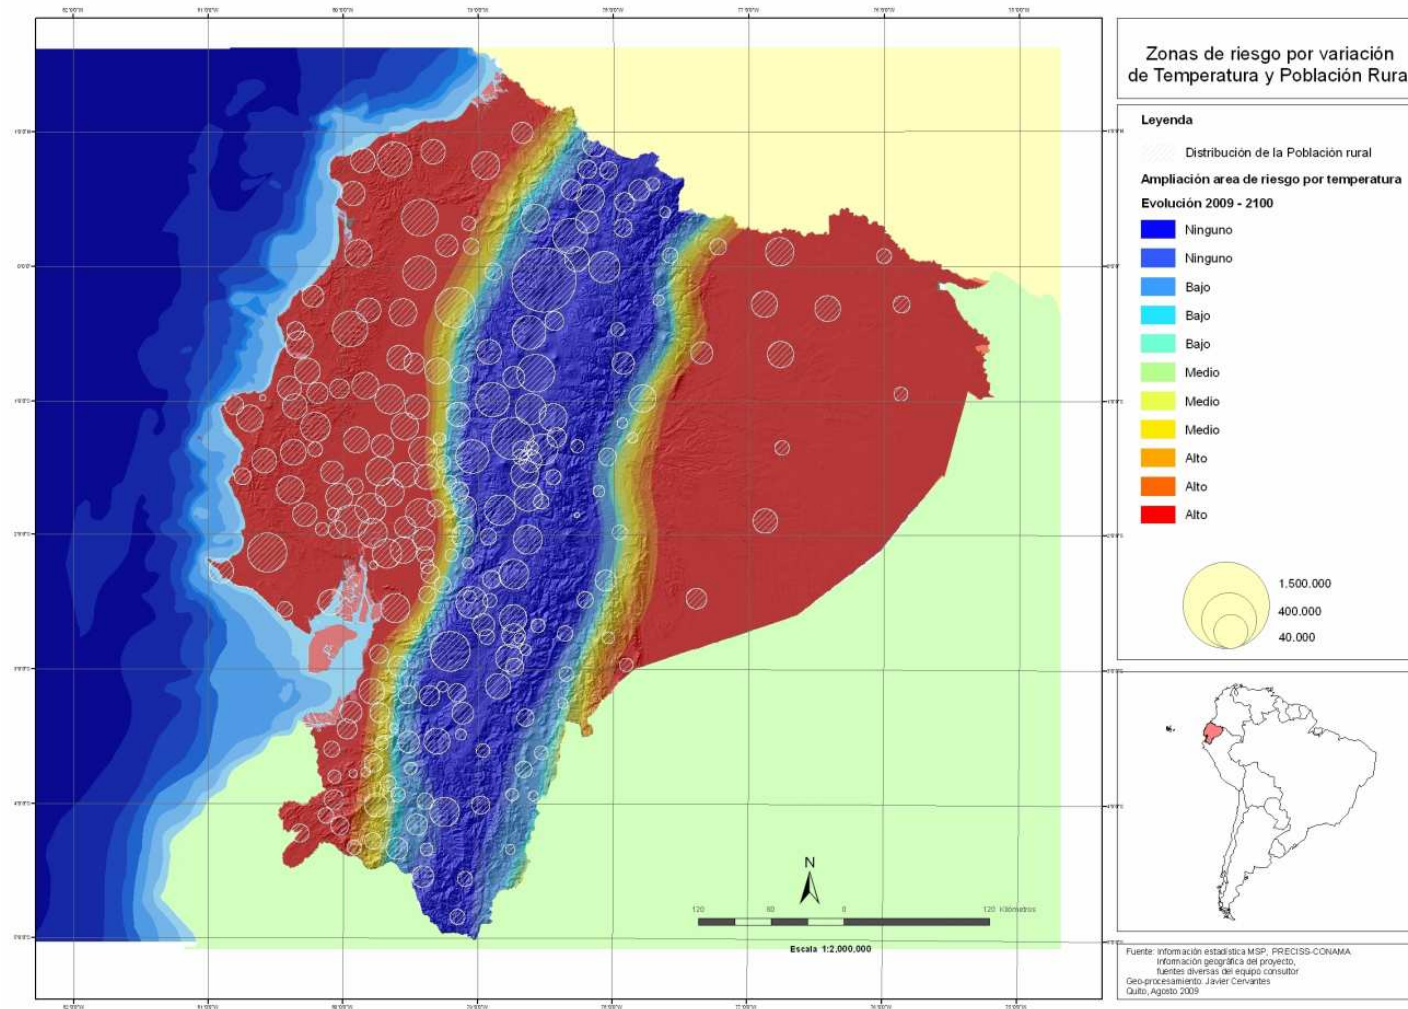 Zonas de riesgo por variación
de Temperatura y Población Rura
Leyenda
Distribución de la Población rural
Ampliación area de riesgo por temperatura
Evolución 2009 - 2100
Ninguno
Ninguno
Bajo
Bajo
Bajo
Medio
Medio
Medio
Alto
Alto
Alto
1.500.000
400.000
40.000
N
120 60 0 120 Kilómetros
Escala 1:2,000,000
Fuente: Información estadística MSP; PRECISS-CONAMA
Información geográfica del proyecto,
fuentes diversas del equipo consultor
Geo-procesamiento: Javier Cervantes
Quito, Agosto 2009